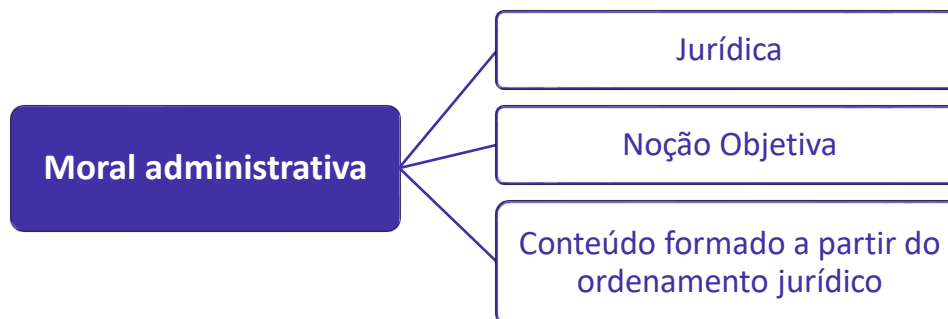 Moral administrativa
Jurídica
Noção Objetiva
Conteúdo formado a partir do
ordenamento jurídico